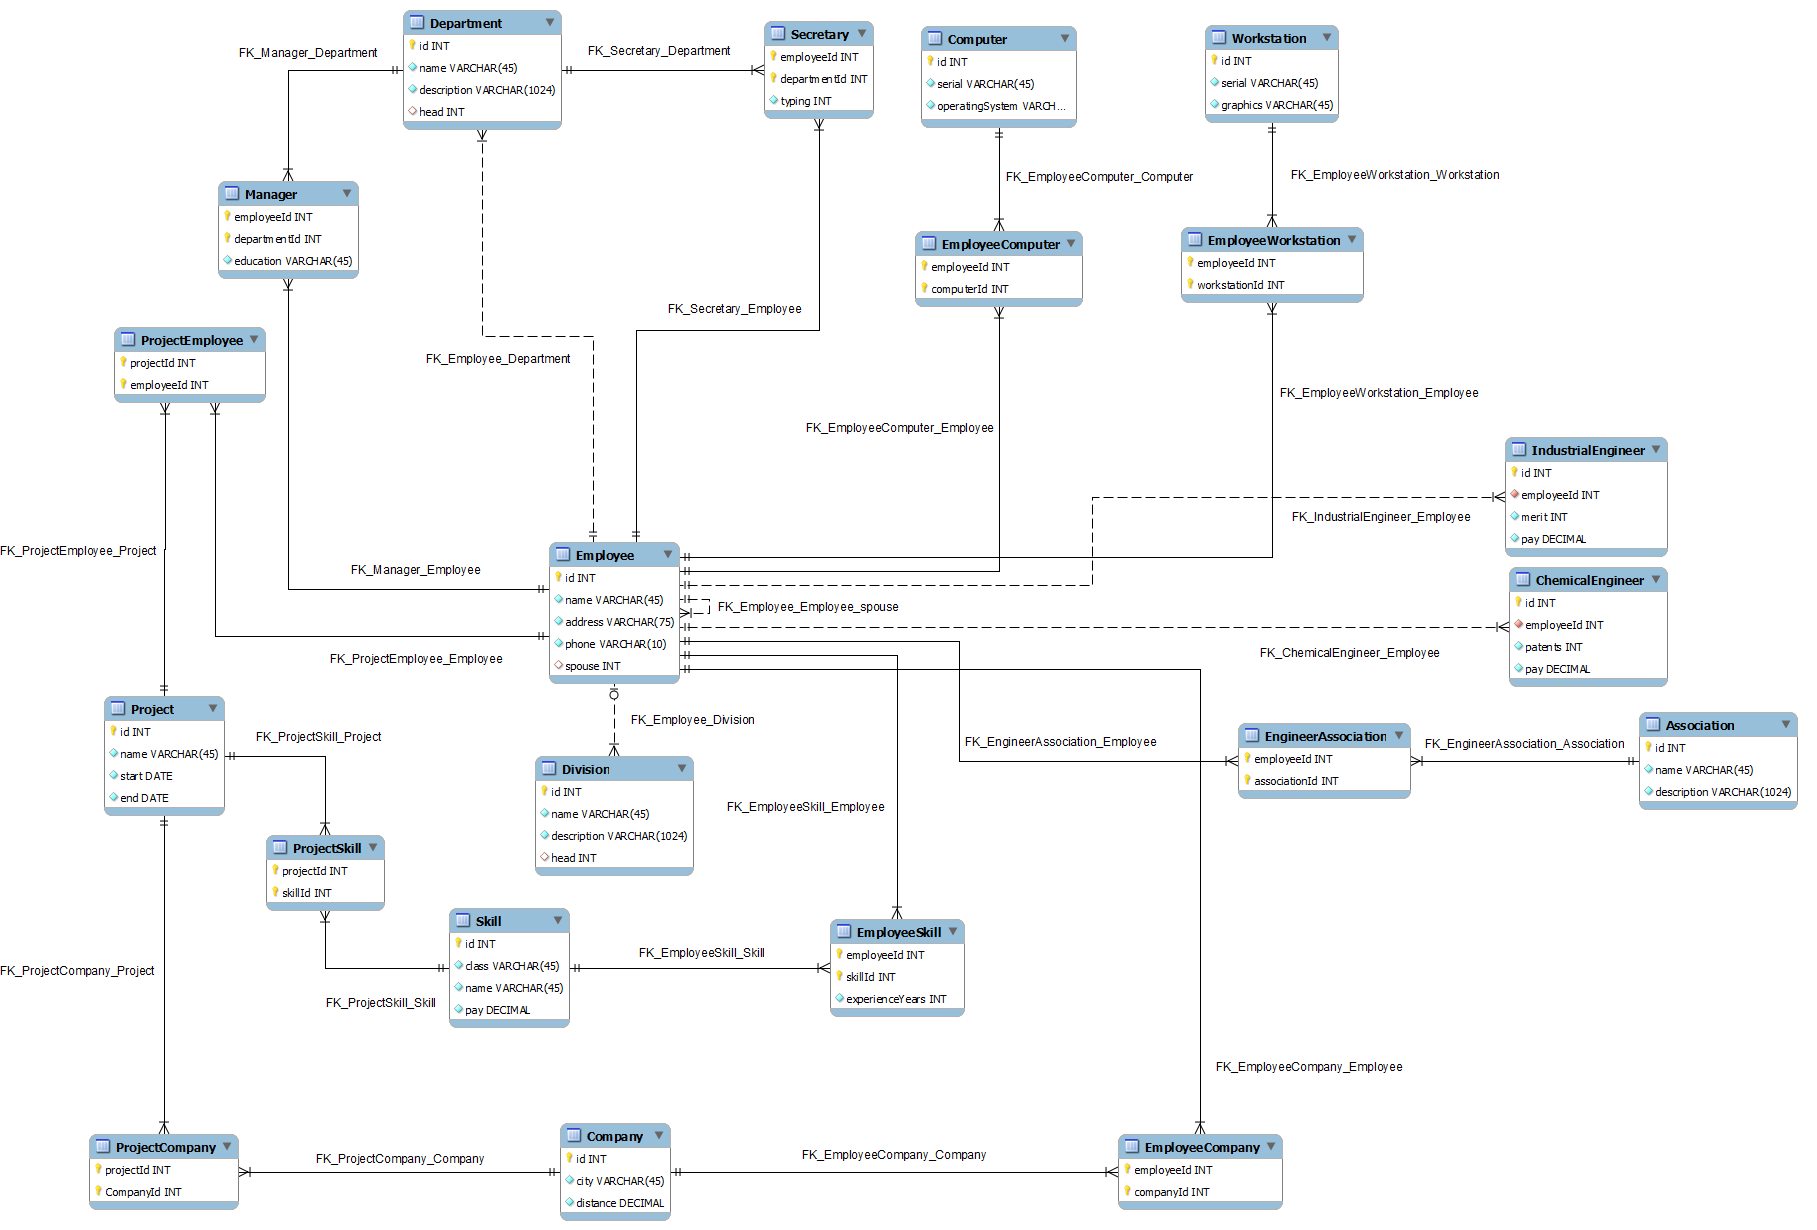 Department
id INT
name VARCHAR(45)
description VARCHAR(1024)
head INT
FK_Manager_Department
FK_Secretary_Department
Secretary
employeeId INT
departmentId INT
typing INT
Computer
id INT
serial VARCHAR(45)
operatingSystem VARCH...
Workstation
id INT
serial VARCHAR(45)
graphics VARCHAR(45)
FK_EmployeeComputer_Computer
FK_EmployeeWorkstation_Workstation
Manager
employeeId INT
departmentId INT
education VARCHAR(45)
EmployeeComputer
employeeId INT
computerId INT
EmployeeWorkstation
employeeId INT
workstationId INT
FK_Secretary_Employee
FK_Employee_Department
ProjectEmployee
projectId INT
employeeId INT
FK_EmployeeWorkstation_Employee
FK_EmployeeComputer_Employee
IndustrialEngineer
id INT
employeeId INT
merit INT
pay DECIMAL
FK_IndustrialEngineer_Employee
FK_ProjectEmployee_Project
FK_Manager_Employee
Employee
id INT
name VARCHAR(45)
address VARCHAR(75)
phone VARCHAR(10)
spouse INT
FK_Employee_Employee_spouse
ChemicalEngineer
id INT
employeeId INT
patents INT
pay DECIMAL
FK_ChemicalEngineer_Employee
FK_ProjectEmployee_Employee
Project
id INT
name VARCHAR(45)
start DATE
end DATE
FK_ProjectSkill_Project
FK_Employee_Division
FK_EngineerAssociation_Employee
EngineerAssociation
employeeId INT
associationId INT
FK_EngineerAssociation_Association
Association
id INT
name VARCHAR(45)
description VARCHAR(1024)
Division
id INT
name VARCHAR(45)
description VARCHAR(1024)
head INT
FK_EmployeeSkill_Employee
ProjectSkill
projectId INT
skillId INT
Skill
id INT
class VARCHAR(45)
name VARCHAR(45)
pay DECIMAL
FK_EmployeeSkill_Skill
EmployeeSkill
employeeId INT
skillId INT
experienceYears INT
FK_ProjectCompany_Project
FK_ProjectSkill_Skill
FK_EmployeeCompany_Employee
ProjectCompany
projectId INT
CompanyId INT
FK_ProjectCompany_Company
Company
id INT
city VARCHAR(45)
distance DECIMAL
FK_EmployeeCompany_Company
EmployeeCompany
employeeId INT
companyId INT